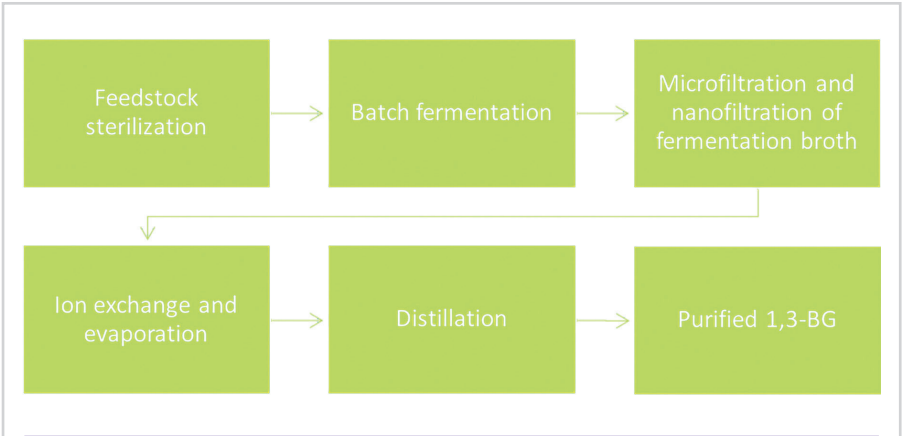 Feedstock
sterilization
Batch fermentation
Microfiltration and
nanofiltration of
fermentation broth
Ion exchange and
evaporation
Distillation
Purified 1,3-BG